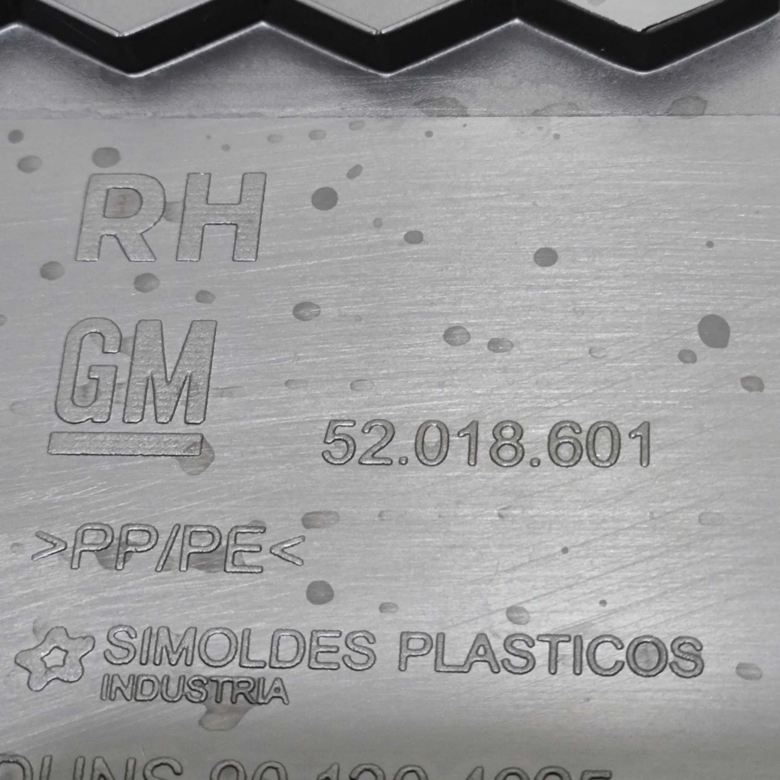 RH
GM
52.018.601
>PP/PE<
SIMOLDES PLASTICOS
INDUSTRIA